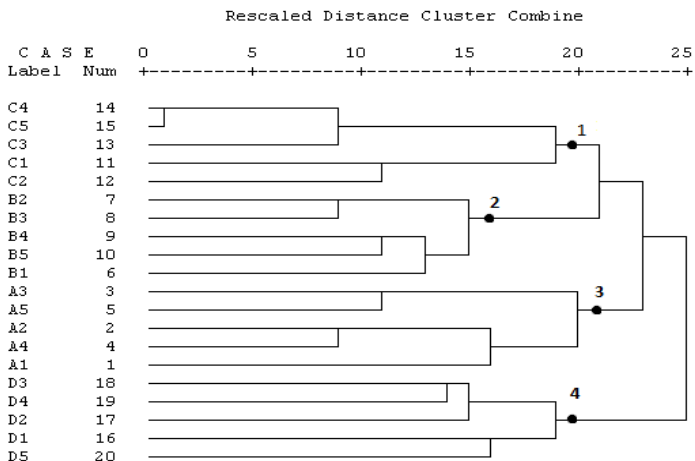 Rescaled Distance Cluster Combine
C A S E 0 5 10 15 20 25
Label Num
C4 14
C5 15
1
C3 13
C1 11
C2 12
B2 7
2
B3 8
B4 9
B5 10
B1 6
A3 3
3
A5 5
A2 2
A4 4
A1 1
D3 18
4
D4 19
D2 17
D1 16
D5 20